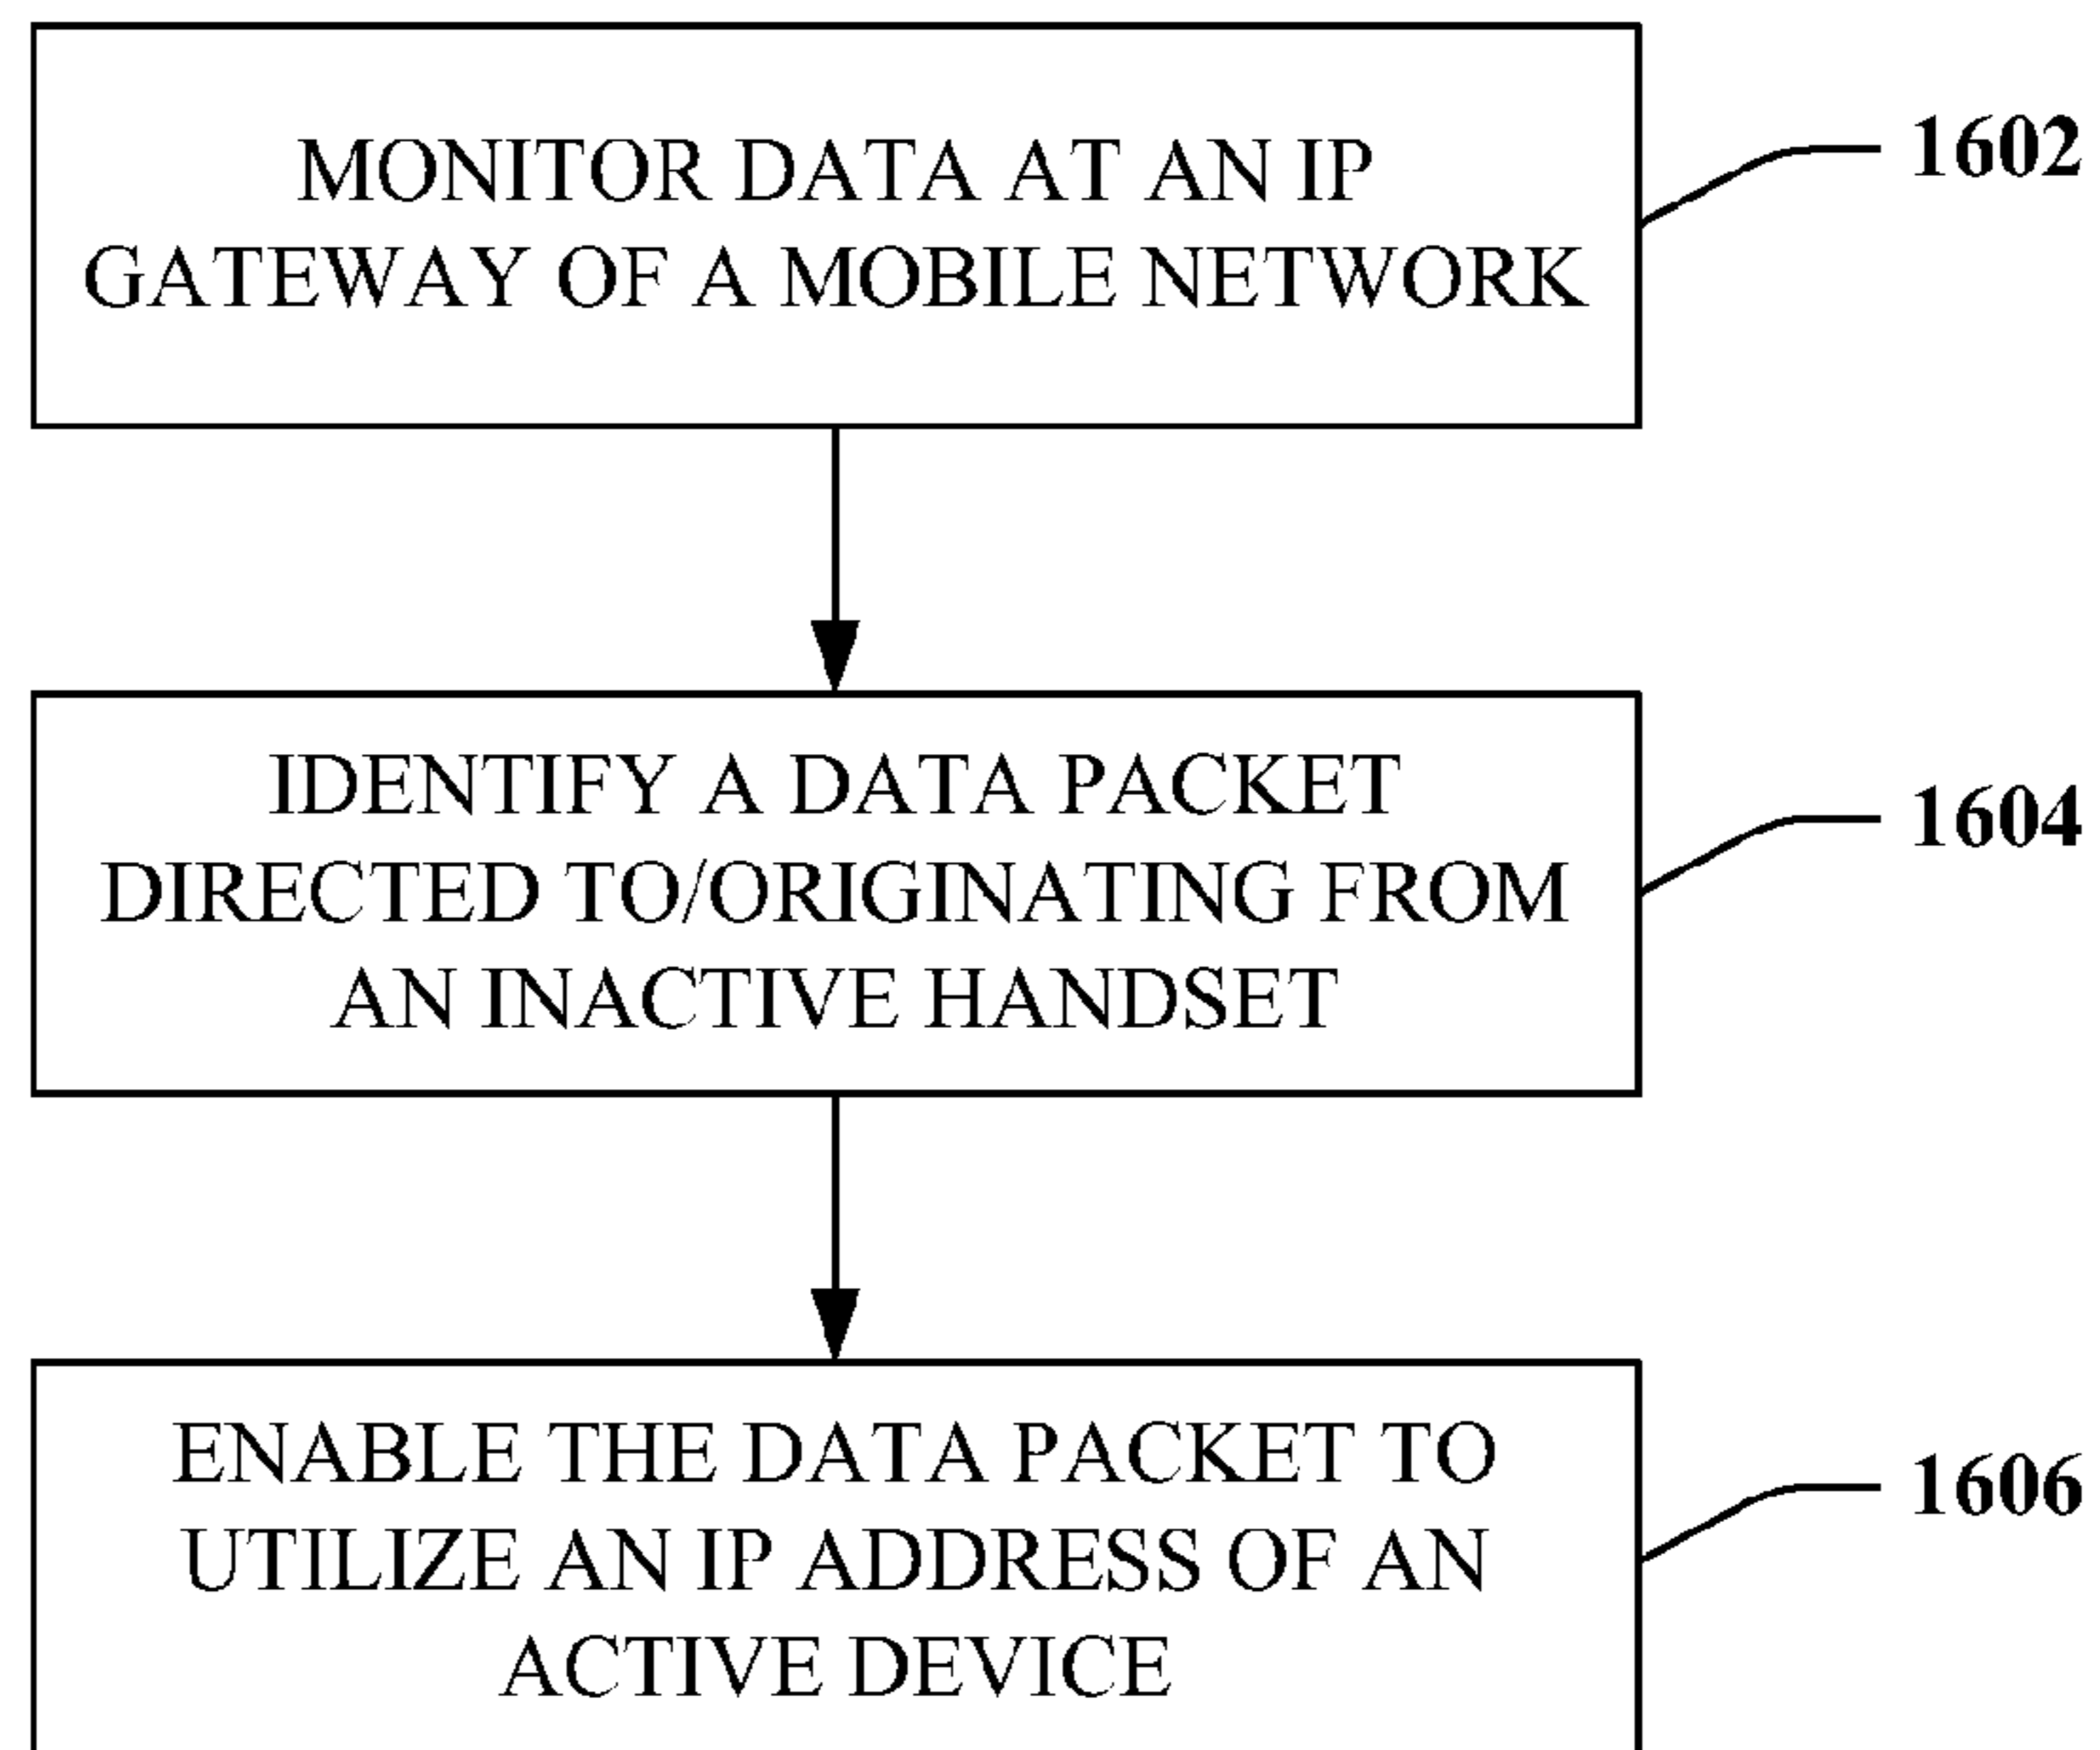 MONITOR DATA AT AN IP
GATEWAY OF A MOBILE NETWORK
1602
IDENTIFY A DATA PACKET
DIRECTED TO/ORIGINATING FROM
AN INACTIVE HANDSET
1604
ENABLE THE DATA PACKET TO
UTILIZE AN IP ADDRESS OF AN
ACTIVE DEVICE
1606